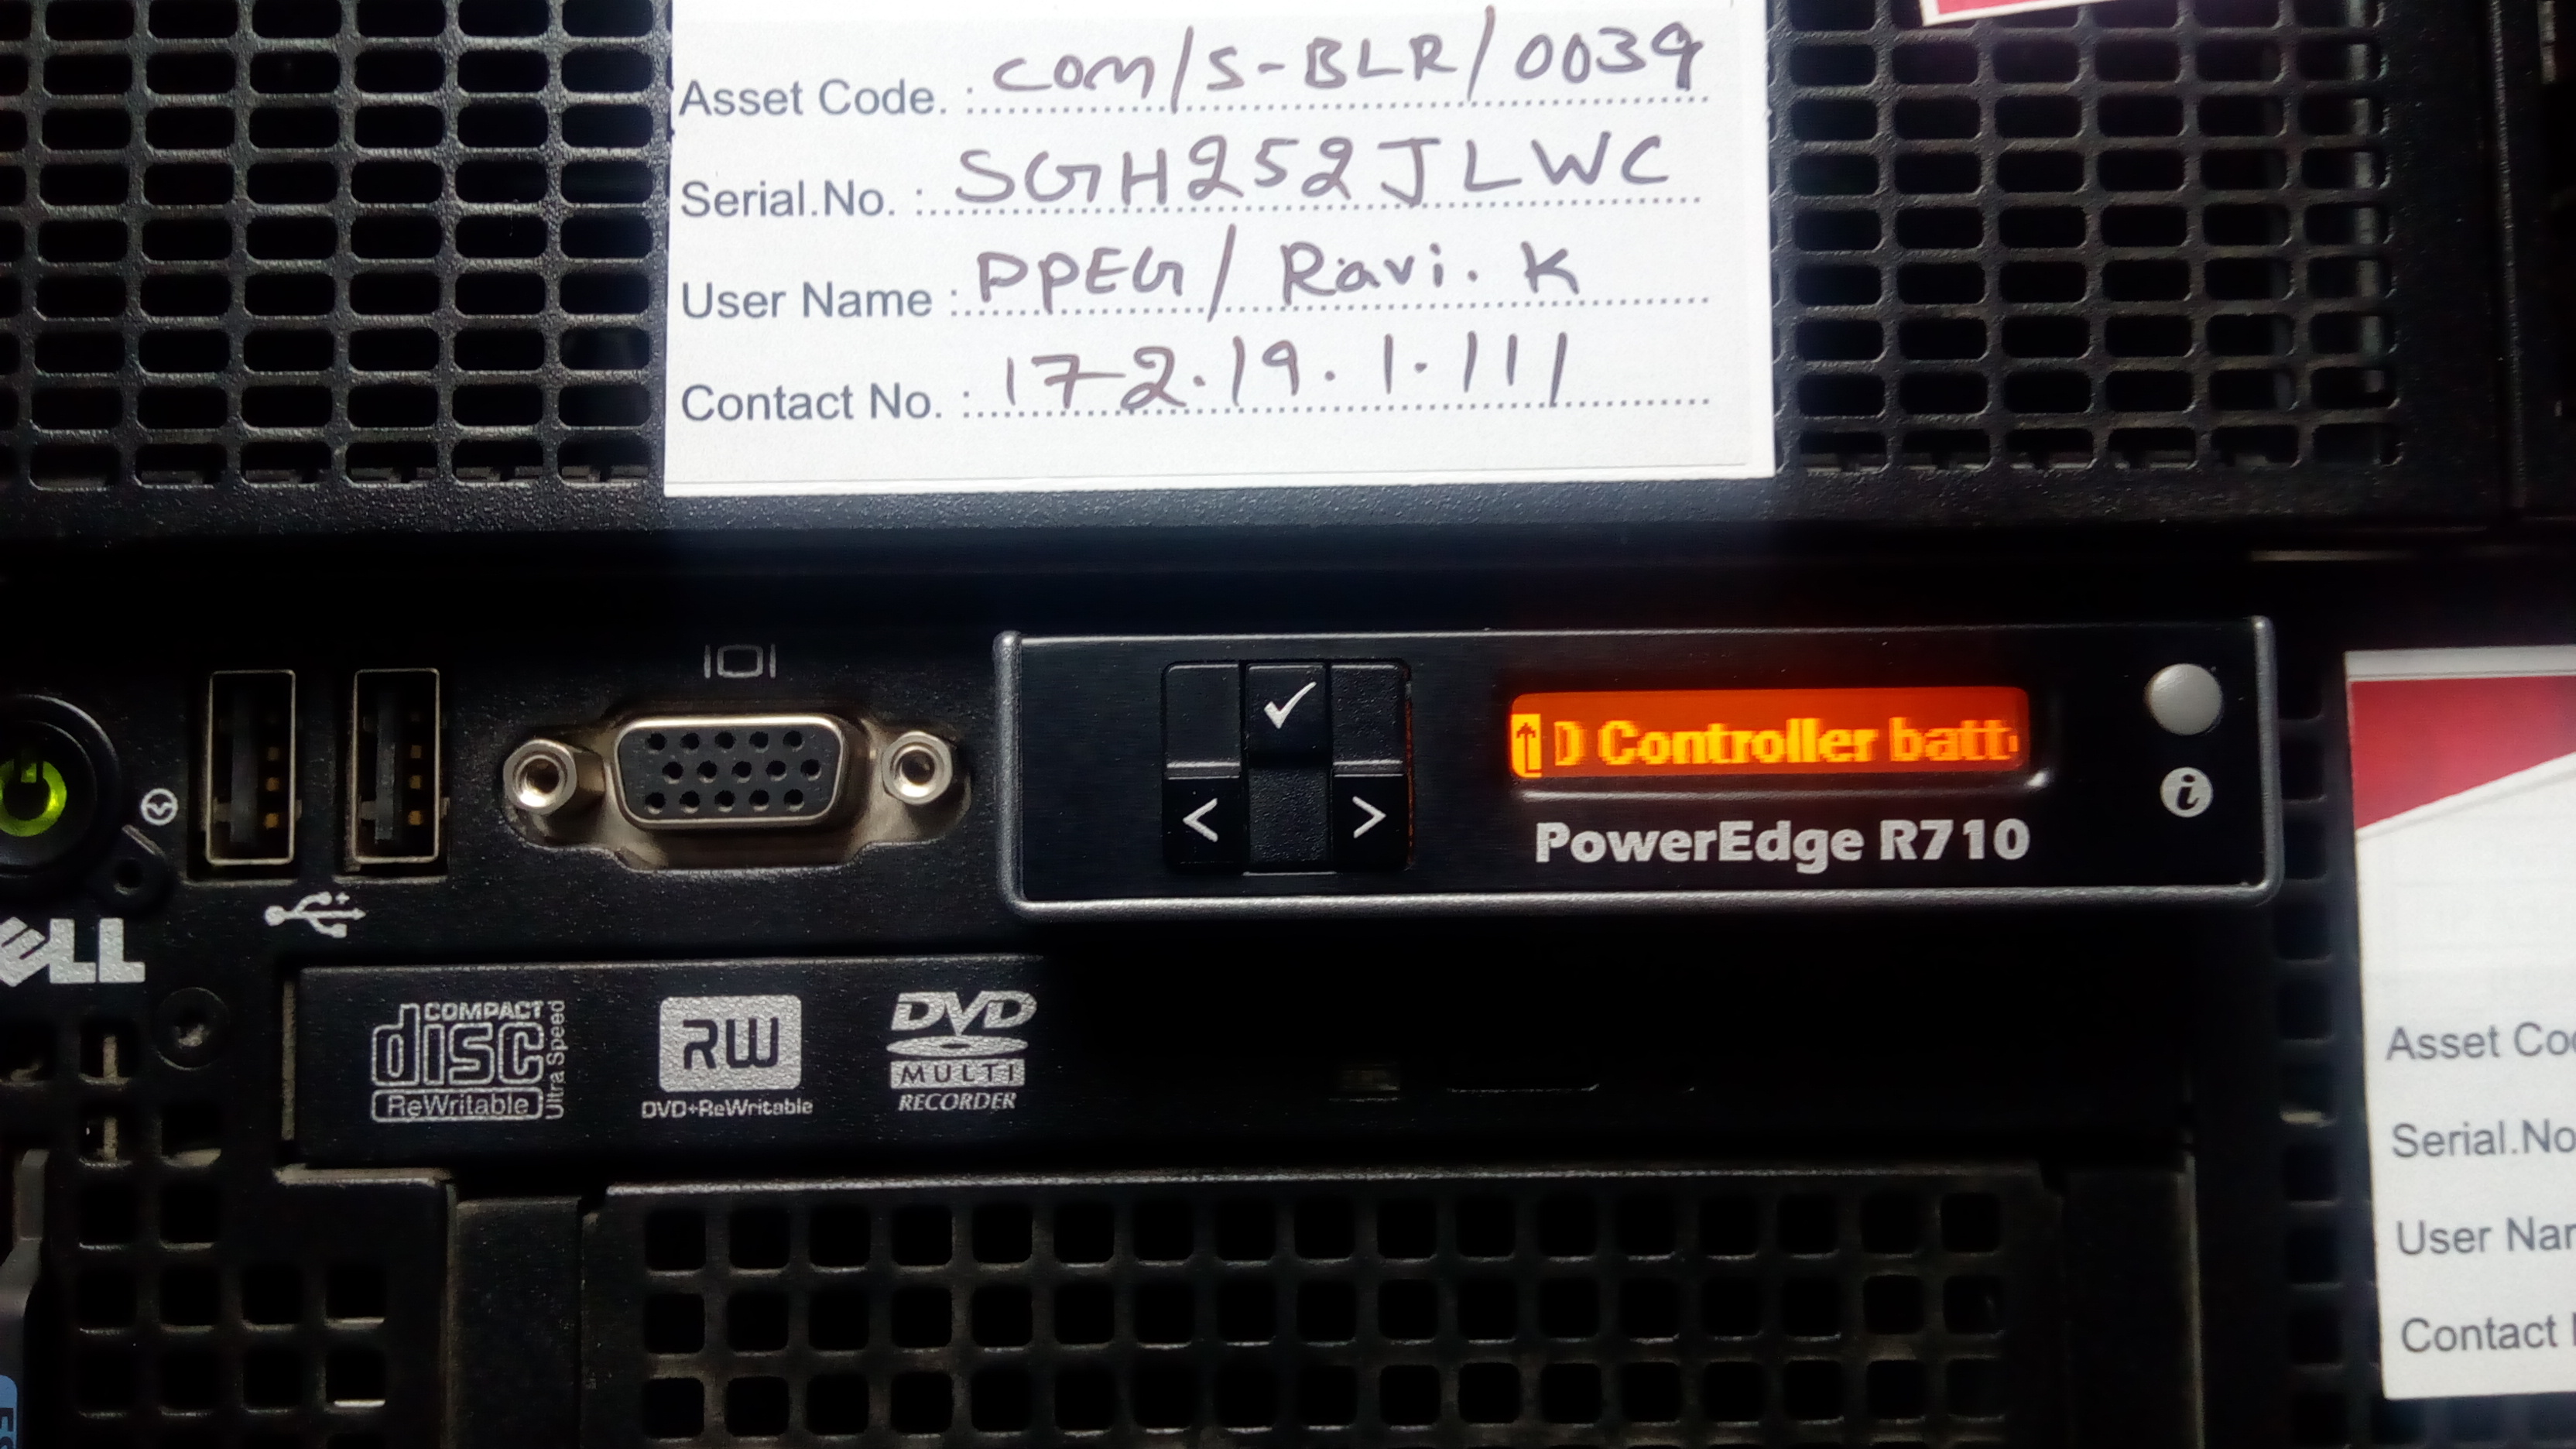 Asset Code. : com/S-BLR/0039
Serial.No. : SGH252JLWC
User Name : PPEG/ Ravi. K
Contact No. : 172.19.1.111
D Controller batt
PowerEdge R710
i
ELL
COMPACT
disc
ReWritable
Ultra Speed
RW
DVD+ReWritable
DVD
MULTI
RECORDER
Asset Co
Serial.No
User Nar
Contact